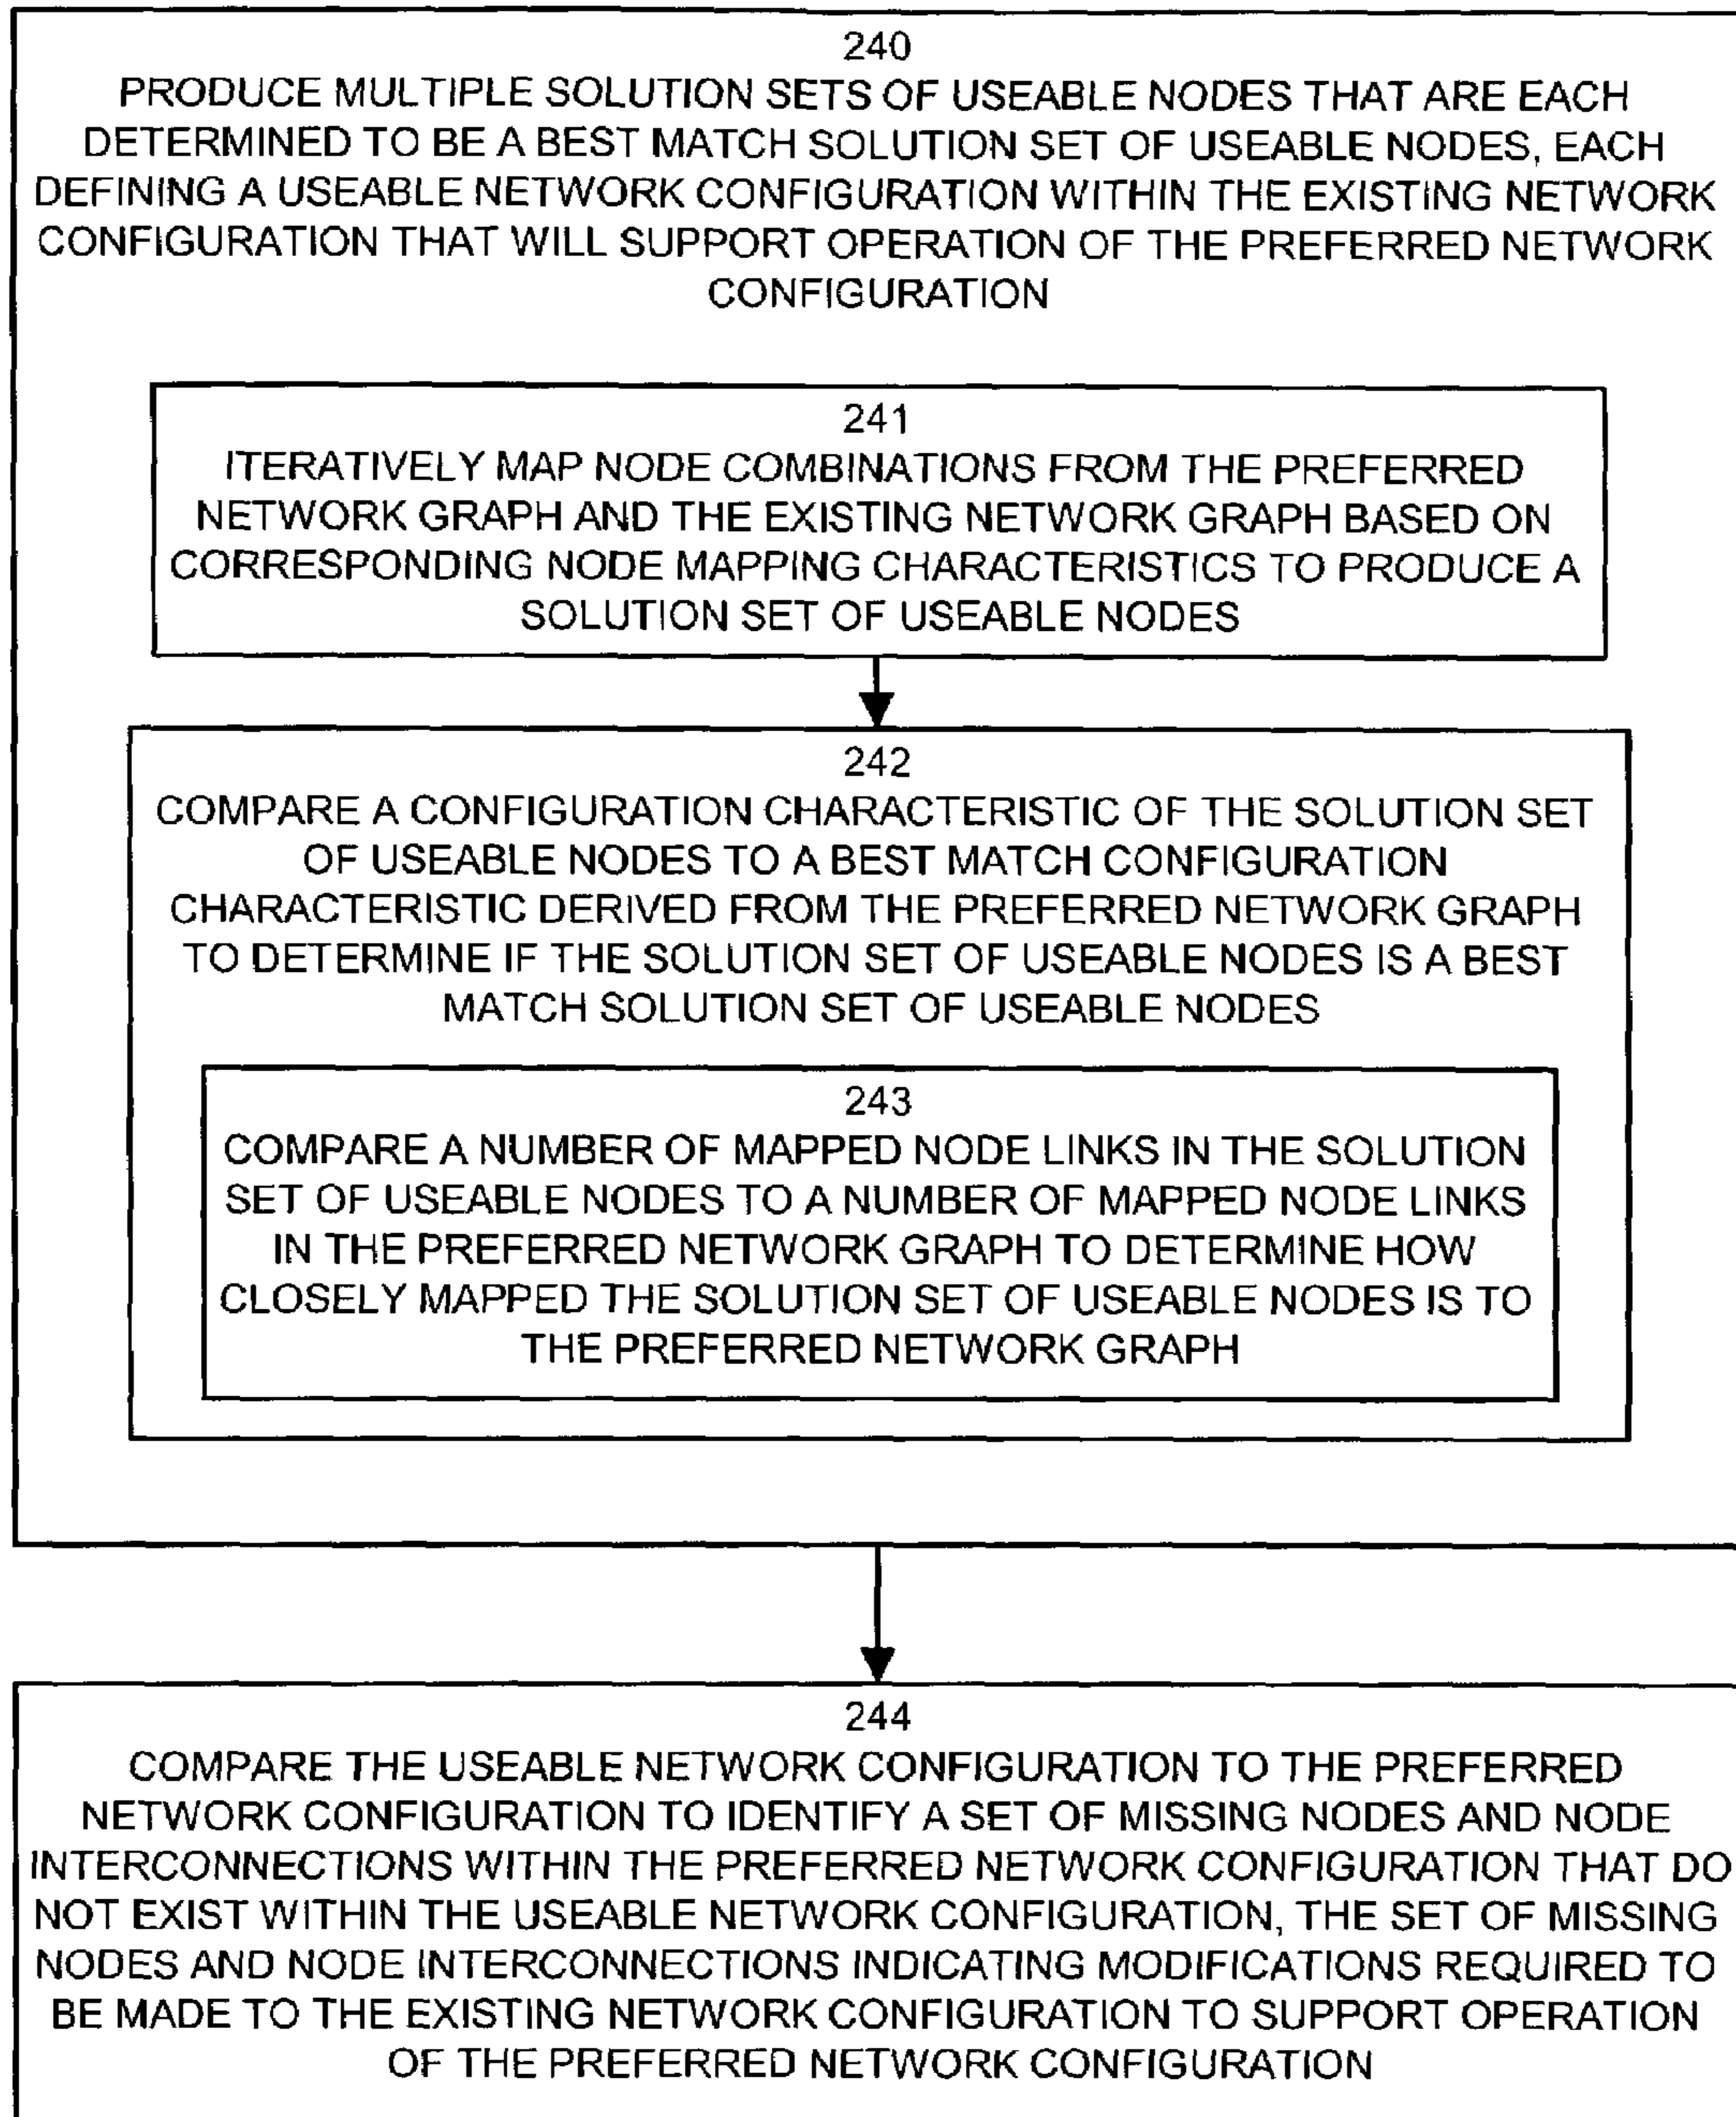 240
PRODUCE MULTIPLE SOLUTION SETS OF USEABLE NODES THAT ARE EACH
DETERMINED TO BE A BEST MATCH SOLUTION SET OF USEABLE NODES, EACH
DEFINING A USEABLE NETWORK CONFIGURATION WITHIN THE EXISTING NETWORK
CONFIGURATION THAT WILL SUPPORT OPERATION OF THE PREFERRED NETWORK
CONFIGURATION
241
ITERATIVELY MAP NODE COMBINATIONS FROM THE PREFERRED
NETWORK GRAPH AND THE EXISTING NETWORK GRAPH BASED ON
CORRESPONDING NODE MAPPING CHARACTERISTICS TO PRODUCE A
SOLUTION SET OF USEABLE NODES
242
COMPARE A CONFIGURATION CHARACTERISTIC OF THE SOLUTION SET
OF USEABLE NODES TO A BEST MATCH CONFIGURATION
CHARACTERISTIC DERIVED FROM THE PREFERRED NETWORK GRAPH
TO DETERMINE IF THE SOLUTION SET OF USEABLE NODES IS A BEST
MATCH SOLUTION SET OF USEABLE NODES
243
COMPARE A NUMBER OF MAPPED NODE LINKS IN THE SOLUTION
SET OF USEABLE NODES TO A NUMBER OF MAPPED NODE LINKS
IN THE PREFERRED NETWORK GRAPH TO DETERMINE HOW
CLOSELY MAPPED THE SOLUTION SET OF USEABLE NODES IS TO
THE PREFERRED NETWORK GRAPH
244
COMPARE THE USEABLE NETWORK CONFIGURATION TO THE PREFERRED
NETWORK CONFIGURATION TO IDENTIFY A SET OF MISSING NODES AND NODE
INTERCONNECTIONS WITHIN THE PREFERRED NETWORK CONFIGURATION THAT DO
NOT EXIST WITHIN THE USEABLE NETWORK CONFIGURATION, THE SET OF MISSING
NODES AND NODE INTERCONNECTIONS INDICATING MODIFICATIONS REQUIRED TO
BE MADE TO THE EXISTING NETWORK CONFIGURATION TO SUPPORT OPERATION
OF THE PREFERRED NETWORK CONFIGURATION